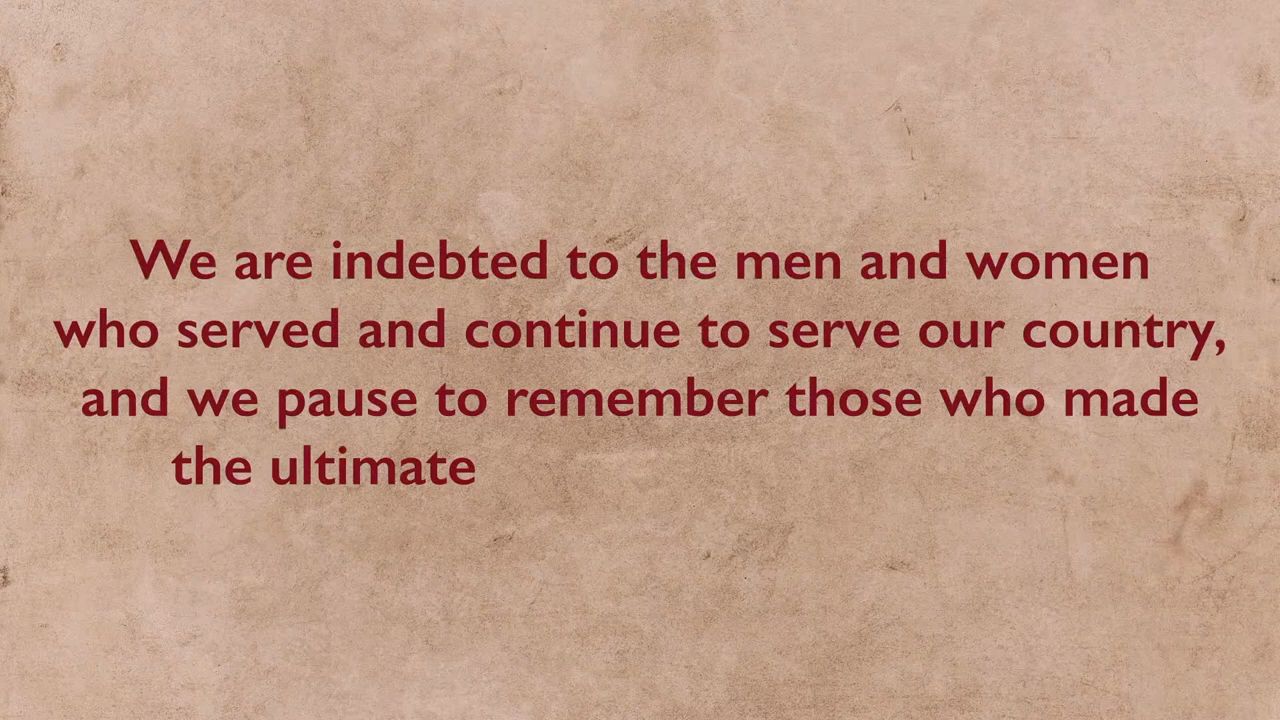 We are indebted to the men and women
who served and continue to serve our country,
and we pause to remember those who made
the ultimate